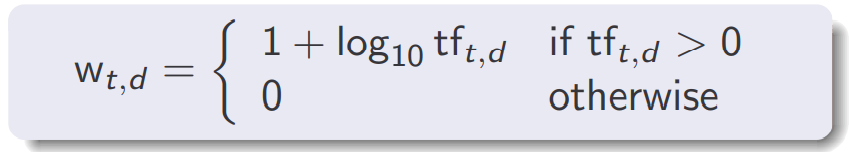 w_{t,d} = { 1 + log_{10} tf_{t,d} if tf_{t,d} > 0
0 otherwise